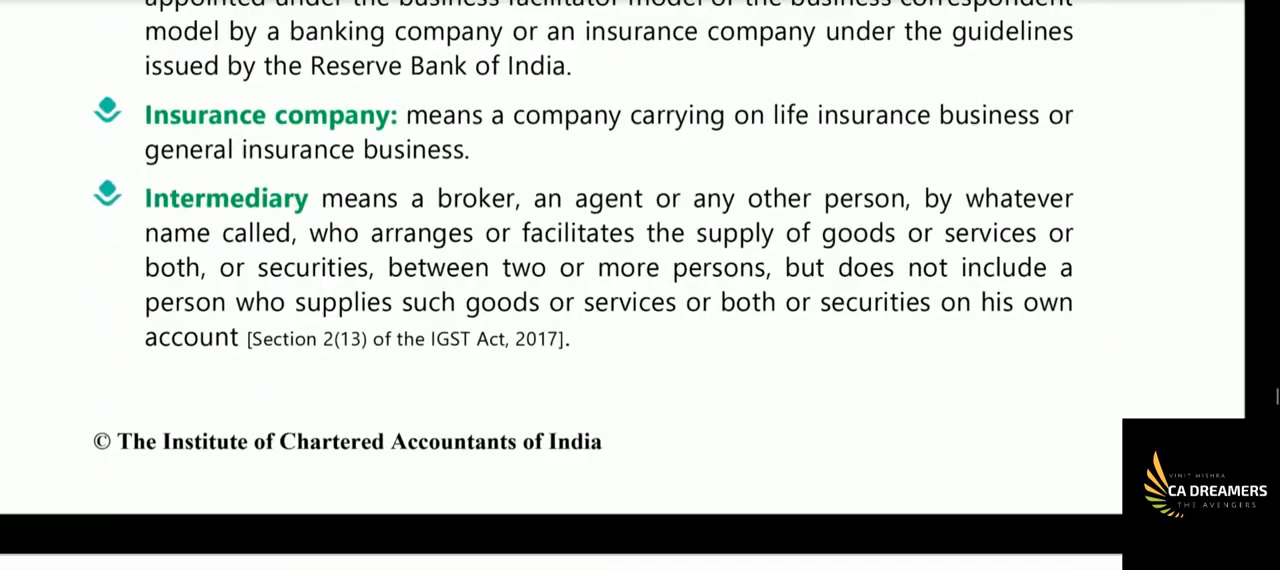 model by a banking company or an insurance company under the guidelines
issued by the Reserve Bank of India.
Insurance company: means a company carrying on life insurance business or
general insurance business.
Intermediary means a broker, an agent or any other person, by whatever
name called, who arranges or facilitates the supply of goods or services or
both, or securities, between two or more persons, but does not include a
person who supplies such goods or services or both or securities on his own
account [Section 2(13) of the IGST Act, 2017].
© The Institute of Chartered Accountants of India
VINIT MISHRA
CA DREAMERS
THE AVENGERS